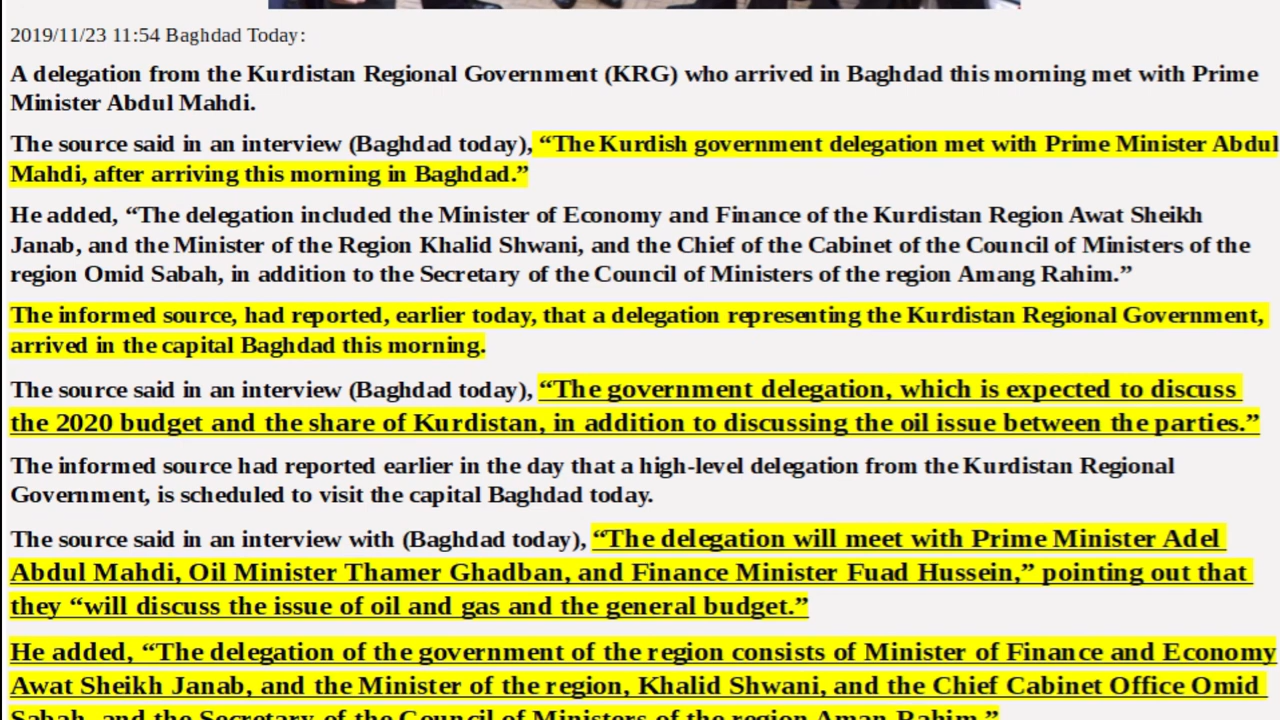 2019/11/23 11:54 Baghdad Today:
A delegation from the Kurdistan Regional Government (KRG) who arrived in Baghdad this morning met with Prime
Minister Abdul Mahdi.
The source said in an interview (Baghdad today), “The Kurdish government delegation met with Prime Minister Abdul
Mahdi, after arriving this morning in Baghdad.”
He added, “The delegation included the Minister of Economy and Finance of the Kurdistan Region Awat Sheikh
Janab, and the Minister of the Region Khalid Shwani, and the Chief of the Cabinet of the Council of Ministers of the
region Omid Sabah, in addition to the Secretary of the Council of Ministers of the region Amang Rahim.”
The informed source, had reported, earlier today, that a delegation representing the Kurdistan Regional Government,
arrived in the capital Baghdad this morning.
The source said in an interview (Baghdad today), “The government delegation, which is expected to discuss
the 2020 budget and the share of Kurdistan, in addition to discussing the oil issue between the parties.”
The informed source had reported earlier in the day that a high-level delegation from the Kurdistan Regional
Government, is scheduled to visit the capital Baghdad today.
The source said in an interview with (Baghdad today), “The delegation will meet with Prime Minister Adel
Abdul Mahdi, Oil Minister Thamer Ghadban, and Finance Minister Fuad Hussein,” pointing out that
they “will discuss the issue of oil and gas and the general budget.”
He added, “The delegation of the government of the region consists of Minister of Finance and Economy
Awat Sheikh Janab, and the Minister of the region, Khalid Shwani, and the Chief Cabinet Office Omid
Sabah, and the Secretary of the Council of Ministers of the region Aman Rahim.”